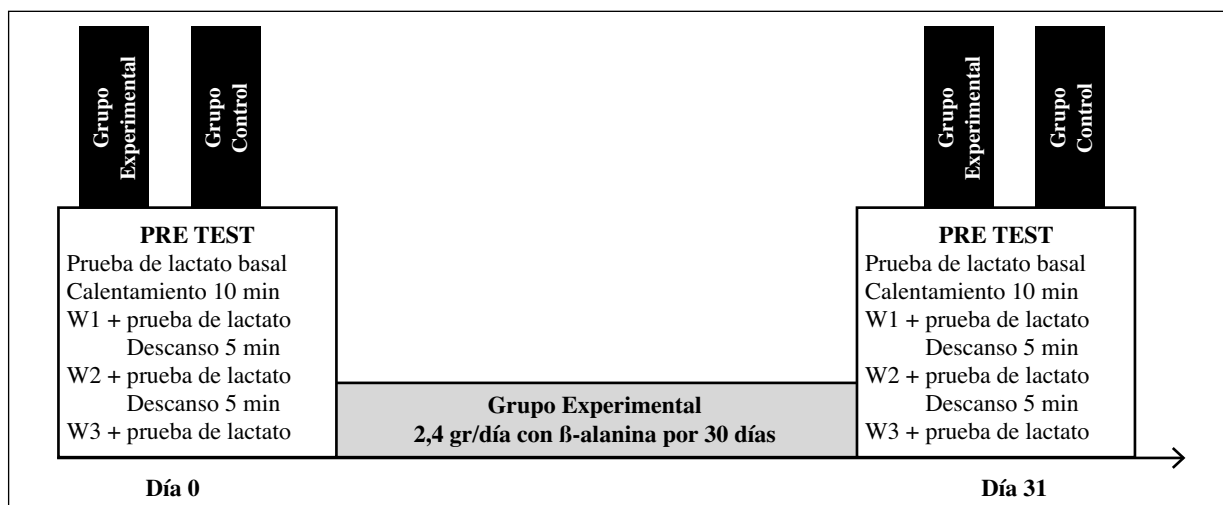 Grupo
Experimental
Grupo
Control
Grupo
Experimental
Grupo
Control
PRE TEST
Prueba de lactato basal
Calentamiento 10 min
W1 + prueba de lactato
Descanso 5 min
W2 + prueba de lactato
Descanso 5 min
W3 + prueba de lactato
Grupo Experimental
2,4 gr/día con ß-alanina por 30 días
PRE TEST
Prueba de lactato basal
Calentamiento 10 min
W1 + prueba de lactato
Descanso 5 min
W2 + prueba de lactato
Descanso 5 min
W3 + prueba de lactato
Día 0
Día 31